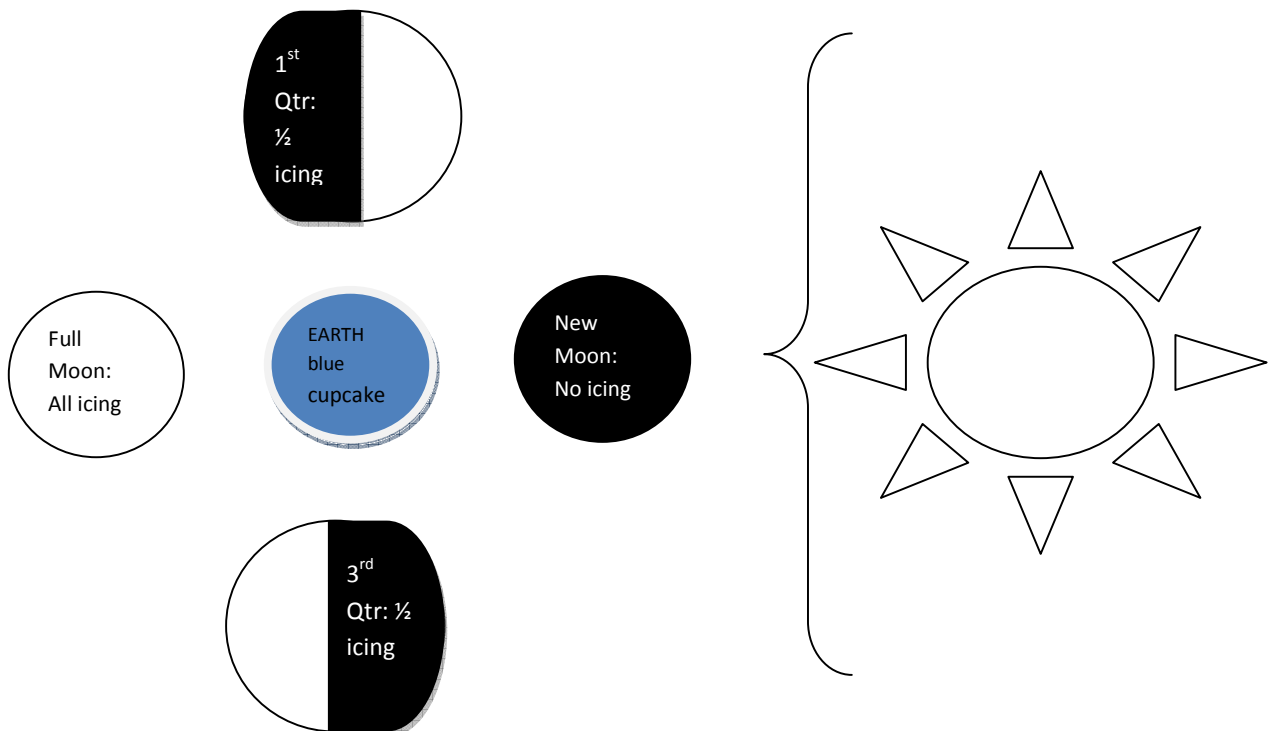 1st
Qtr:
½
icing
Full
Moon:
All icing
EARTH
blue
cupcake
New
Moon:
No icing
3rd
Qtr: ½
icing